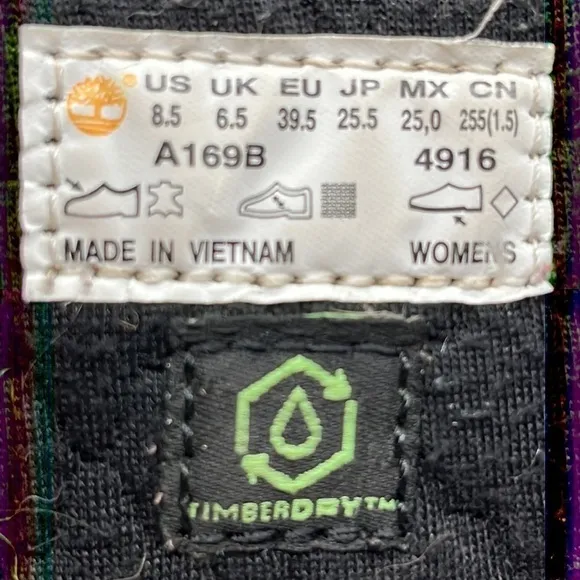 US UK EU JP MX CN
8.5 6.5 39.5 25.5 25,0 255(1.5)
A169B 4916
MADE IN VIETNAM WOMENS
TIMBERDRY™